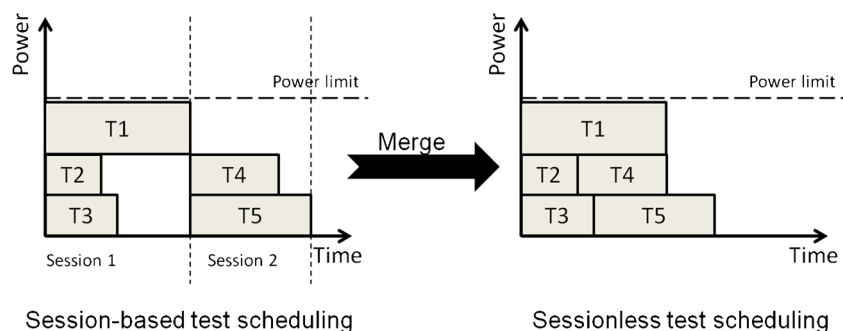 Power
Power limit
T1
T2
T4
T3
T5
Time
Session 1
Session 2
Session-based test scheduling
Merge
Power
Power limit
T1
T2
T4
T3
T5
Time
Sessionless test scheduling